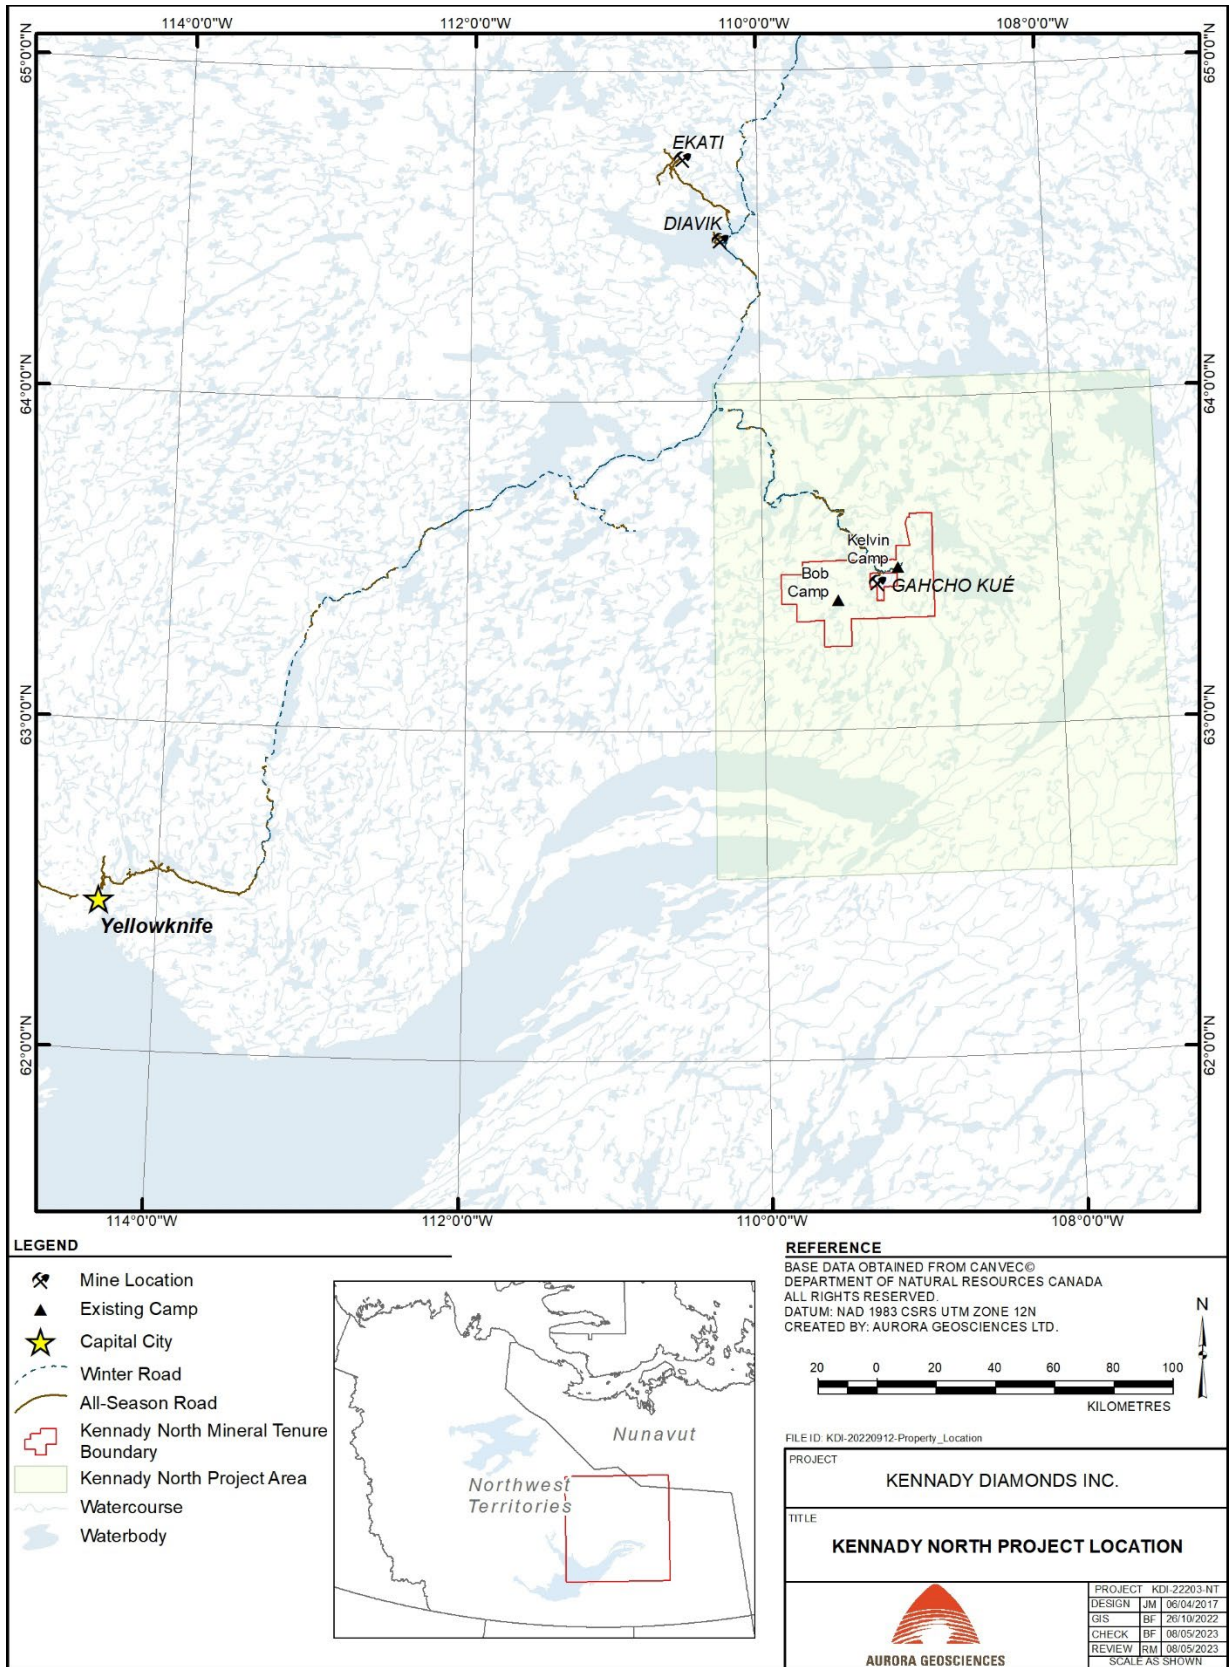 114°0'0"W
112°0'0"W
110°0'0"W
108°0'0"W
65°0'0"N
65°0'0"N
EKATI
DIAVIK
64°0'0"N
64°0'0"N
Kelvin
Camp
Bob
Camp
GAHCHO KUÉ
63°0'0"N
63°0'0"N
Yellowknife
62°0'0"N
62°0'0"N
114°0'0"W
112°0'0"W
110°0'0"W
108°0'0"W
LEGEND
Mine Location
Existing Camp
Capital City
Winter Road
All-Season Road
Kennady North Mineral Tenure
Boundary
Kennady North Project Area
Watercourse
Waterbody
Nunavut
Northwest
Territories
REFERENCE
BASE DATA OBTAINED FROM CANVEC©
DEPARTMENT OF NATURAL RESOURCES CANADA
ALL RIGHTS RESERVED.
DATUM: NAD 1983 CSRS UTM ZONE 12N
CREATED BY: AURORA GEOSCIENCES LTD.
N
20 0 20 40 60 80 100
KILOMETRES
FILE ID: KDI-20220912-Property_Location
PROJECT
KENNADY DIAMONDS INC.
TITLE
KENNADY NORTH PROJECT LOCATION
AURORA GEOSCIENCES
PROJECT KDI-22203-NT
DESIGN JM 06/04/2017
GIS BF 26/10/2022
CHECK BF 08/05/2023
REVIEW RM 08/05/2023
SCALE AS SHOWN